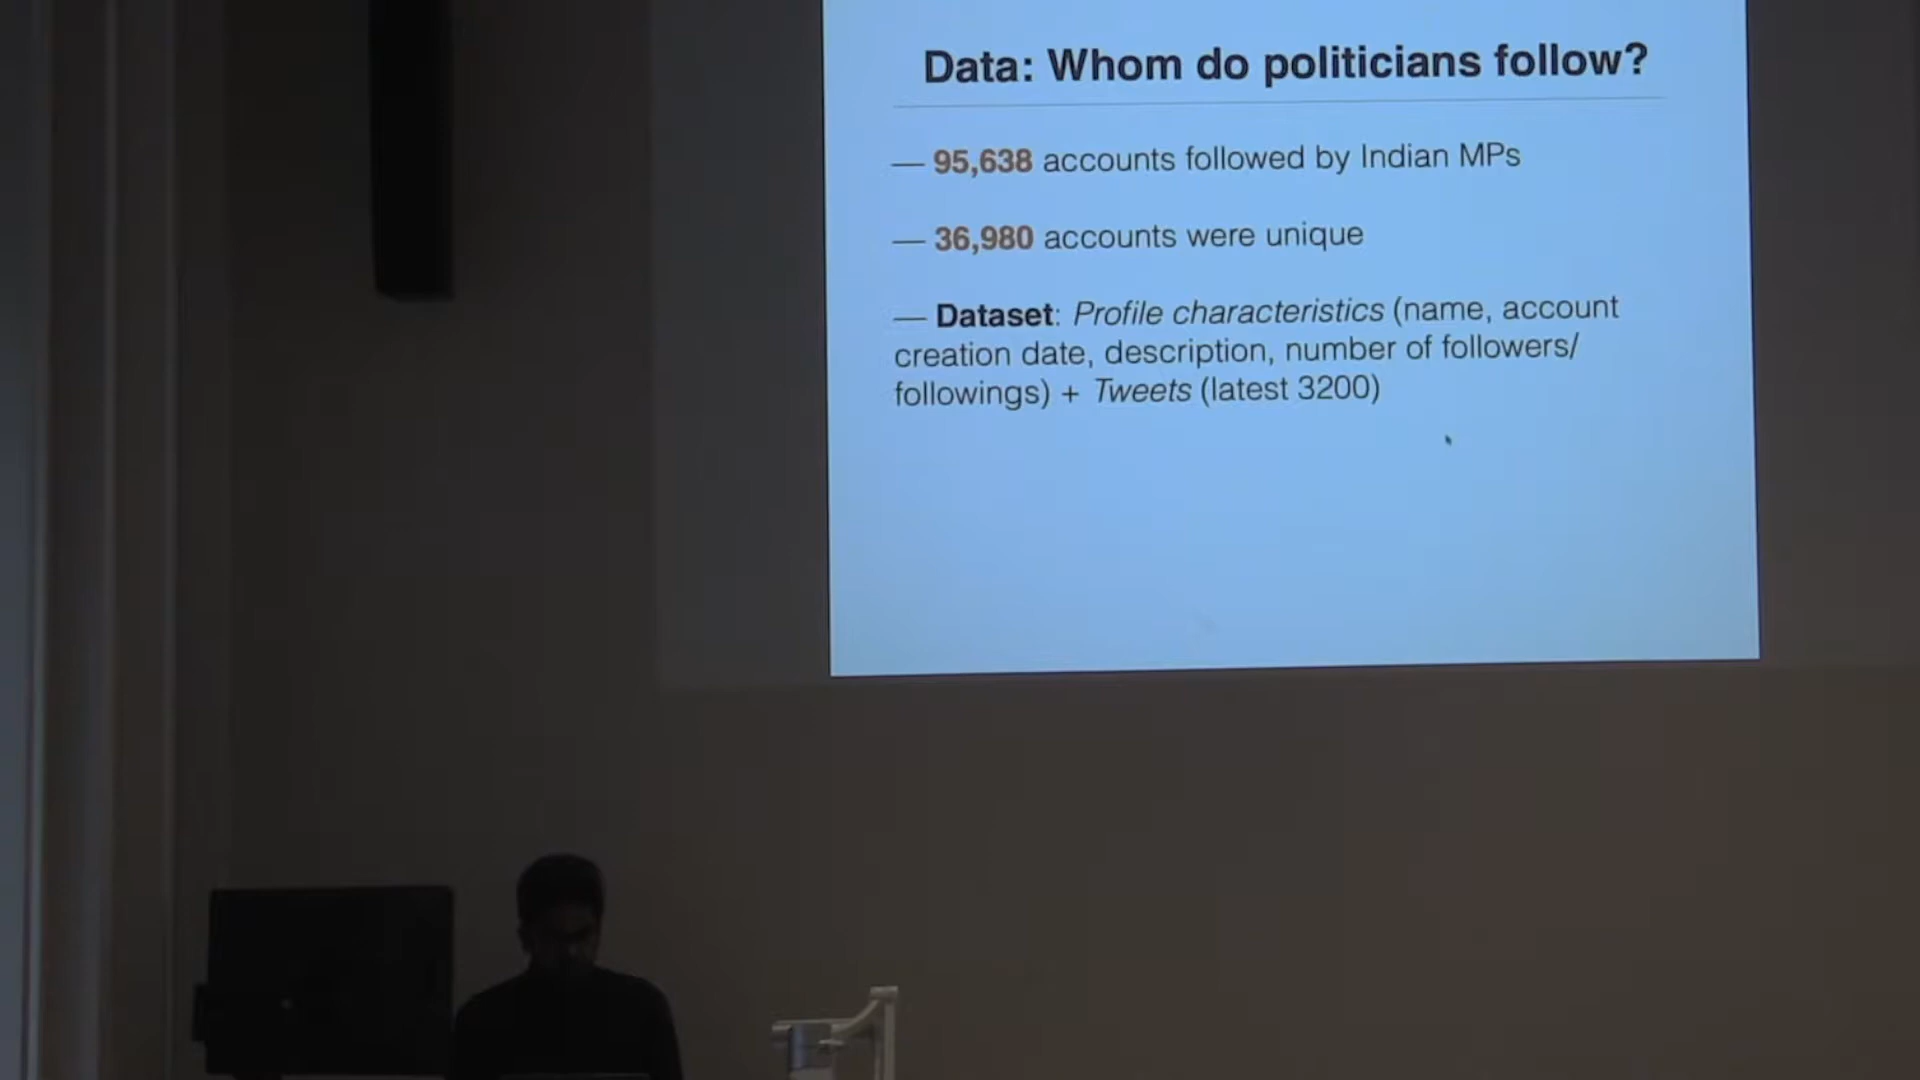 Data: Whom do politicians follow?
— 95,638 accounts followed by Indian MPs
— 36,980 accounts were unique
— Dataset: Profile characteristics (name, account
creation date, description, number of followers/
followings) + Tweets (latest 3200)